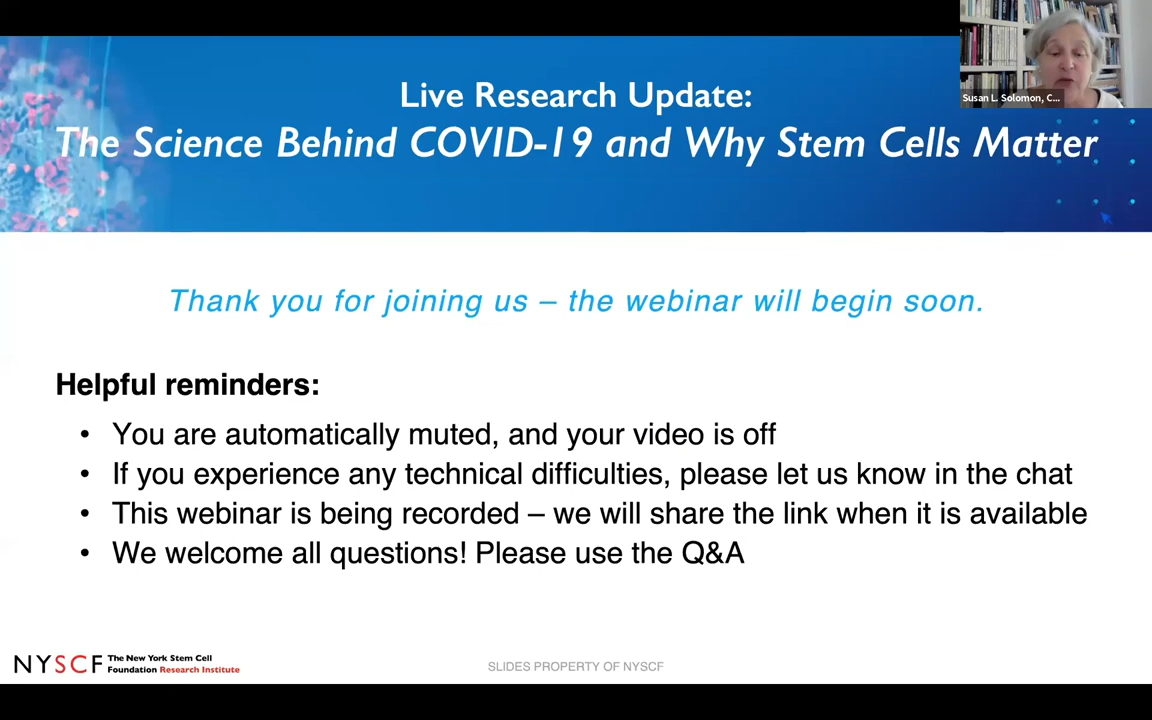 Live Research Update:
The Science Behind COVID-19 and Why Stem Cells Matter
Susan L. Solomon, C...
Thank you for joining us – the webinar will begin soon.
Helpful reminders:
• You are automatically muted, and your video is off
• If you experience any technical difficulties, please let us know in the chat
• This webinar is being recorded – we will share the link when it is available
• We welcome all questions! Please use the Q&A
NYSCF The New York Stem Cell
Foundation Research Institute
SLIDES PROPERTY OF NYSCF